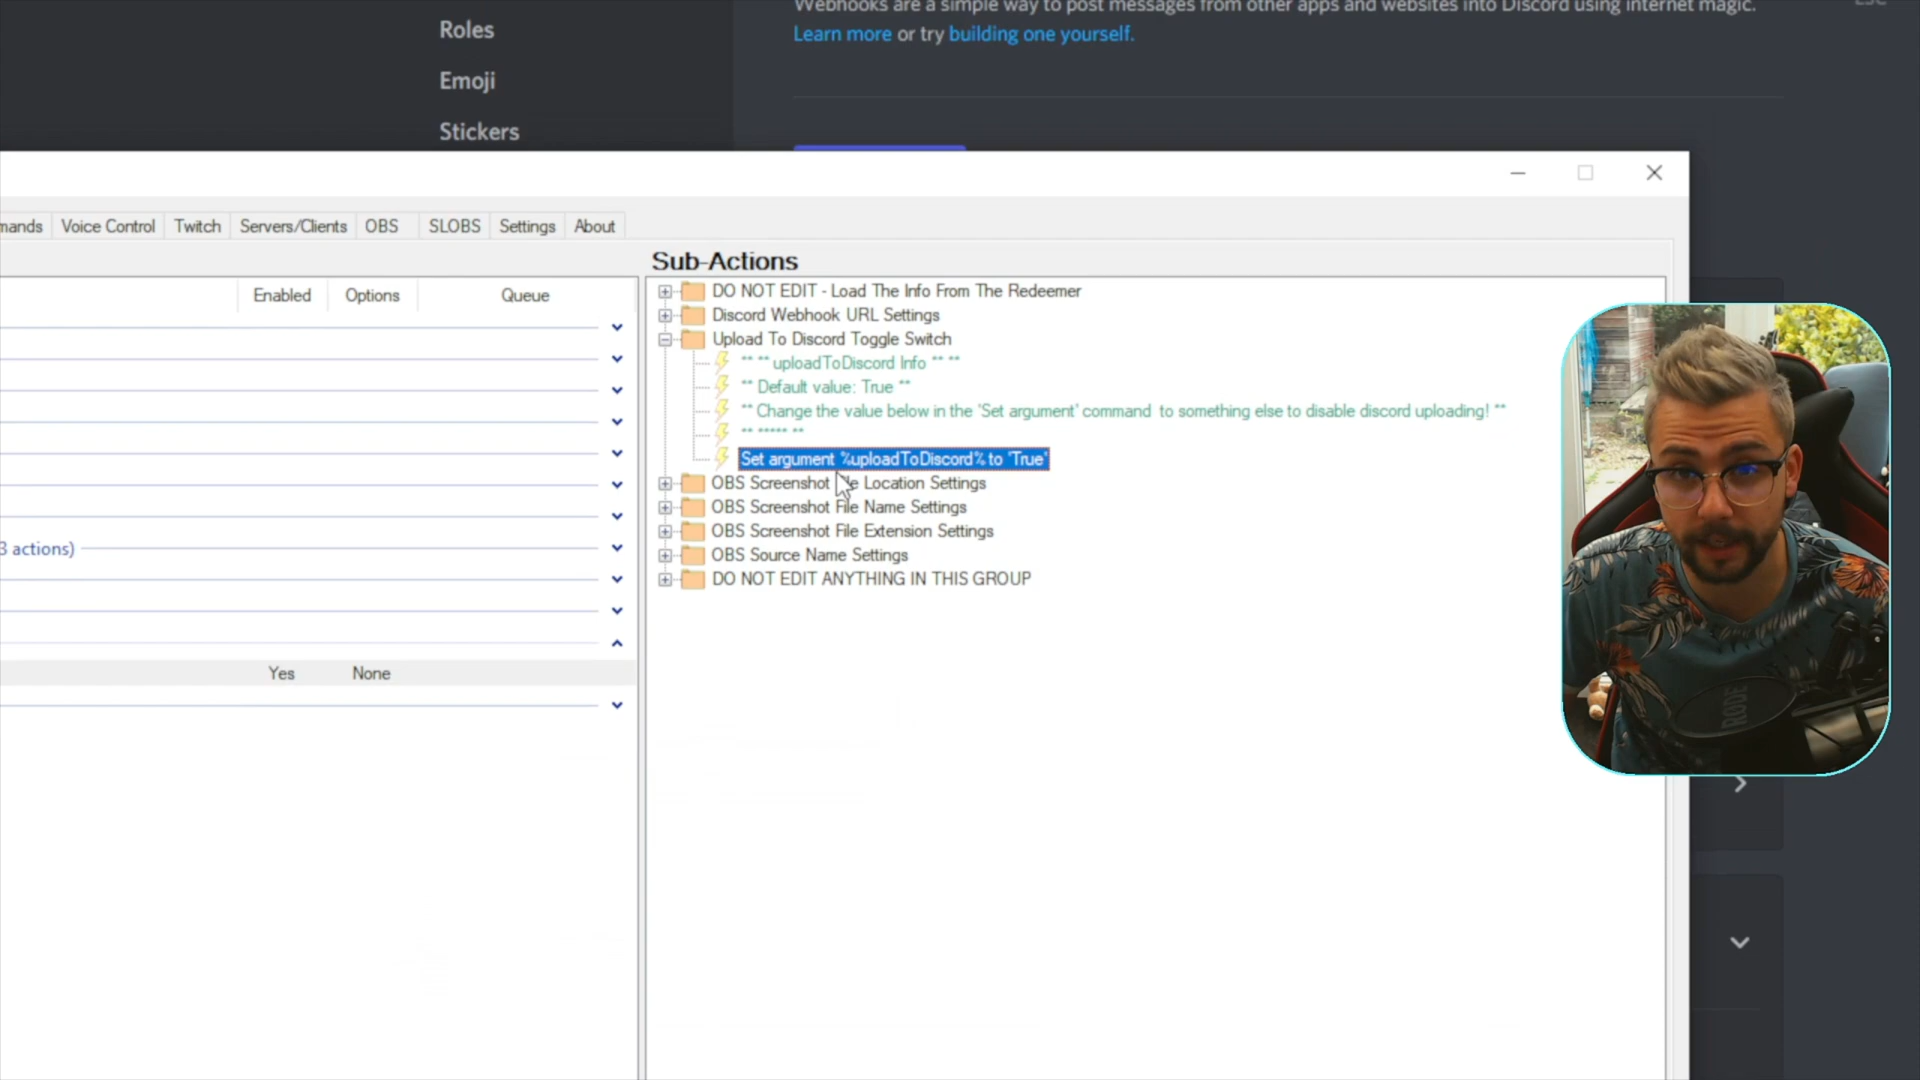 Webhooks are a simple way to post messages from other apps and websites into Discord using internet magic.
Learn more or try building one yourself.
Roles
Emoji
Stickers
Voice Control
Twitch
Servers/Clients
OBS
SLOBS
Settings
About
Sub-Actions
Enabled
Options
Queue
DO NOT EDIT - Load The Info From The Redeemer
Discord Webhook URL Settings
Upload To Discord Toggle Switch
** ** uploadToDiscord Info ** **
** Default value: True **
** Change the value below in the 'Set argument' command to something else to disable discord uploading! **
** ***** **
Set argument %uploadToDiscord% to 'True'
OBS Screenshot File Location Settings
OBS Screenshot File Name Settings
OBS Screenshot File Extension Settings
OBS Source Name Settings
DO NOT EDIT ANYTHING IN THIS GROUP
3 actions)
Yes
None
RØDE